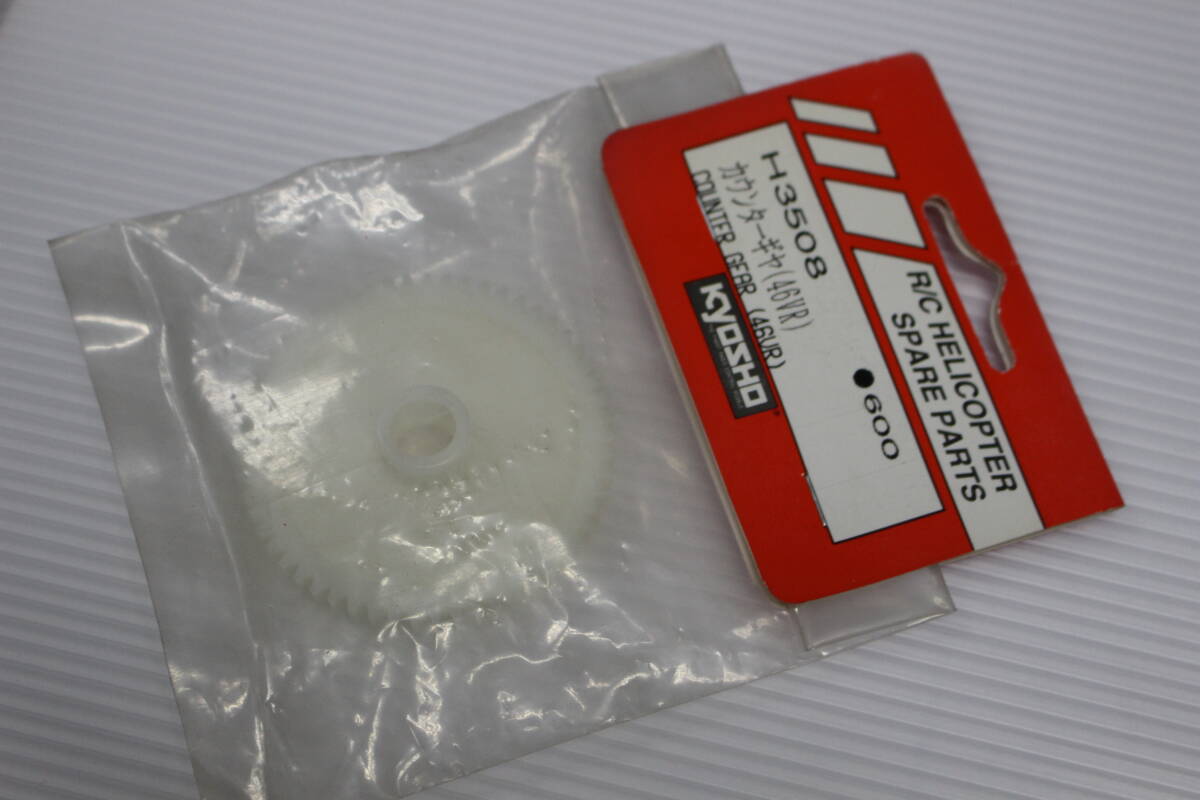 R/C HELICOPTER
SPARE PARTS
H3508
カウンターギヤ(46VR)
COUNTER GEAR (46VR)
●600
KYOSHO